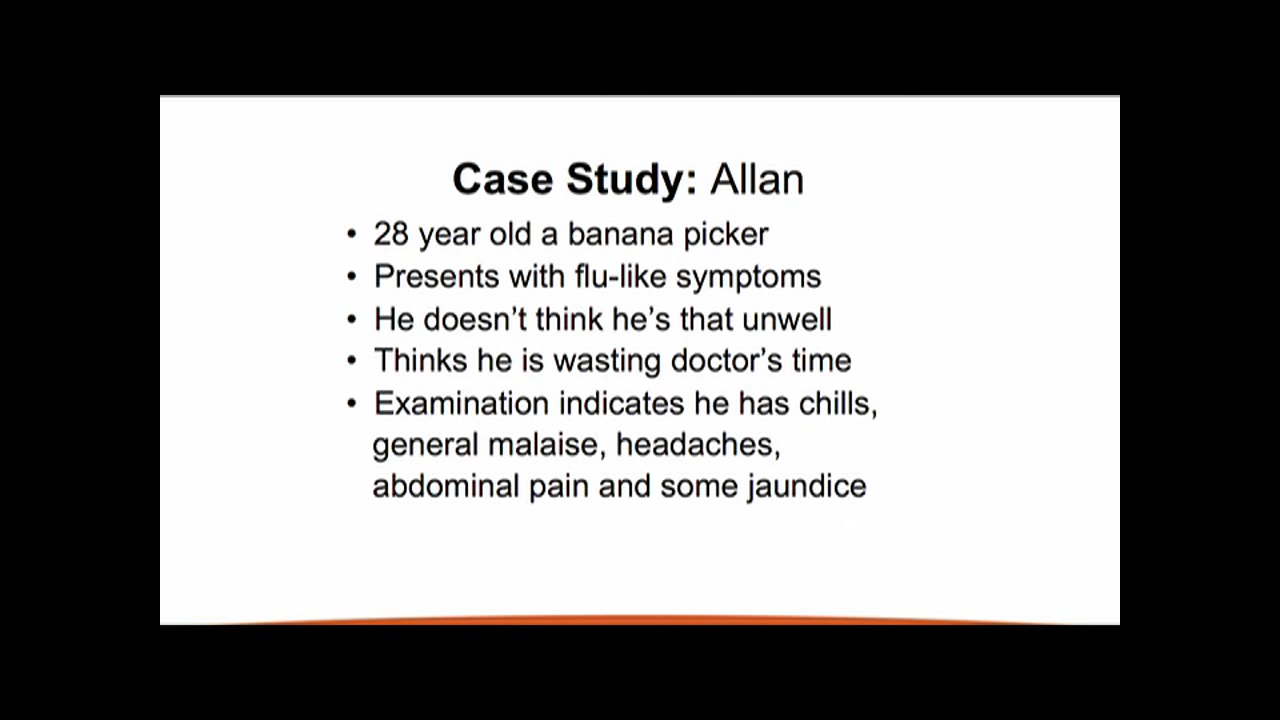 Case Study: Allan
• 28 year old a banana picker
• Presents with flu-like symptoms
• He doesn't think he's that unwell
• Thinks he is wasting doctor's time
• Examination indicates he has chills,
general malaise, headaches,
abdominal pain and some jaundice